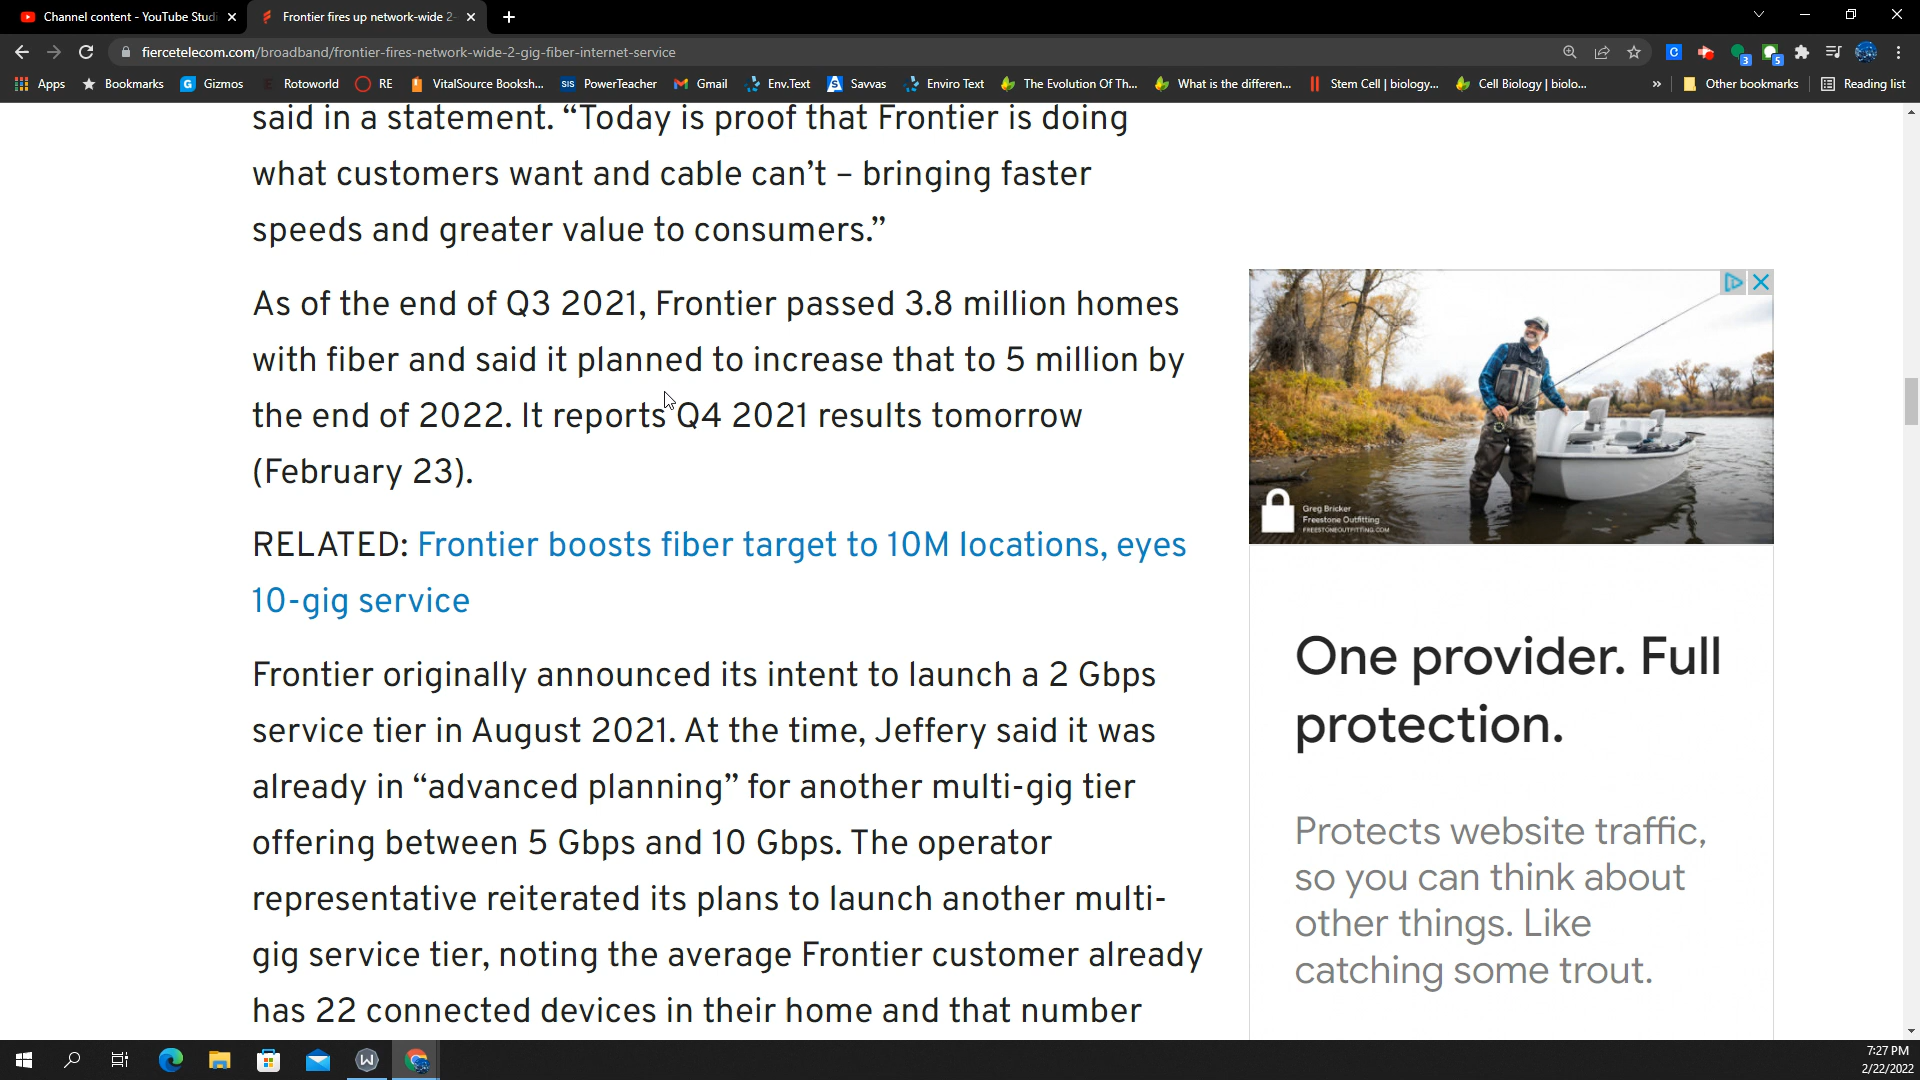 Channel content - YouTube Studi
Frontier fires up network-wide 2-
fiercetelecom.com/broadband/frontier-fires-network-wide-2-gig-fiber-internet-service
3
5
Apps
Bookmarks
G Gizmos
Rotoworld
RE
VitalSource Booksh...
SIS PowerTeacher
Gmail
Env.Text
Savvas
Enviro Text
The Evolution Of Th...
What is the differen...
Stem Cell | biology...
Cell Biology | biolo...
»
Other bookmarks
Reading list
said in a statement. “Today is proof that Frontier is doing
what customers want and cable can’t – bringing faster
speeds and greater value to consumers.”
As of the end of Q3 2021, Frontier passed 3.8 million homes
with fiber and said it planned to increase that to 5 million by
the end of 2022. It reports Q4 2021 results tomorrow
(February 23).
RELATED: Frontier boosts fiber target to 10M locations, eyes
10-gig service
Frontier originally announced its intent to launch a 2 Gbps
service tier in August 2021. At the time, Jeffery said it was
already in “advanced planning” for another multi-gig tier
offering between 5 Gbps and 10 Gbps. The operator
representative reiterated its plans to launch another multi-
gig service tier, noting the average Frontier customer already
has 22 connected devices in their home and that number
Greg Bricker
Freestone Outfitting
FREESTONEOUTFITTING.COM
One provider. Full
protection.
Protects website traffic,
so you can think about
other things. Like
catching some trout.
7:27 PM
2/22/2022